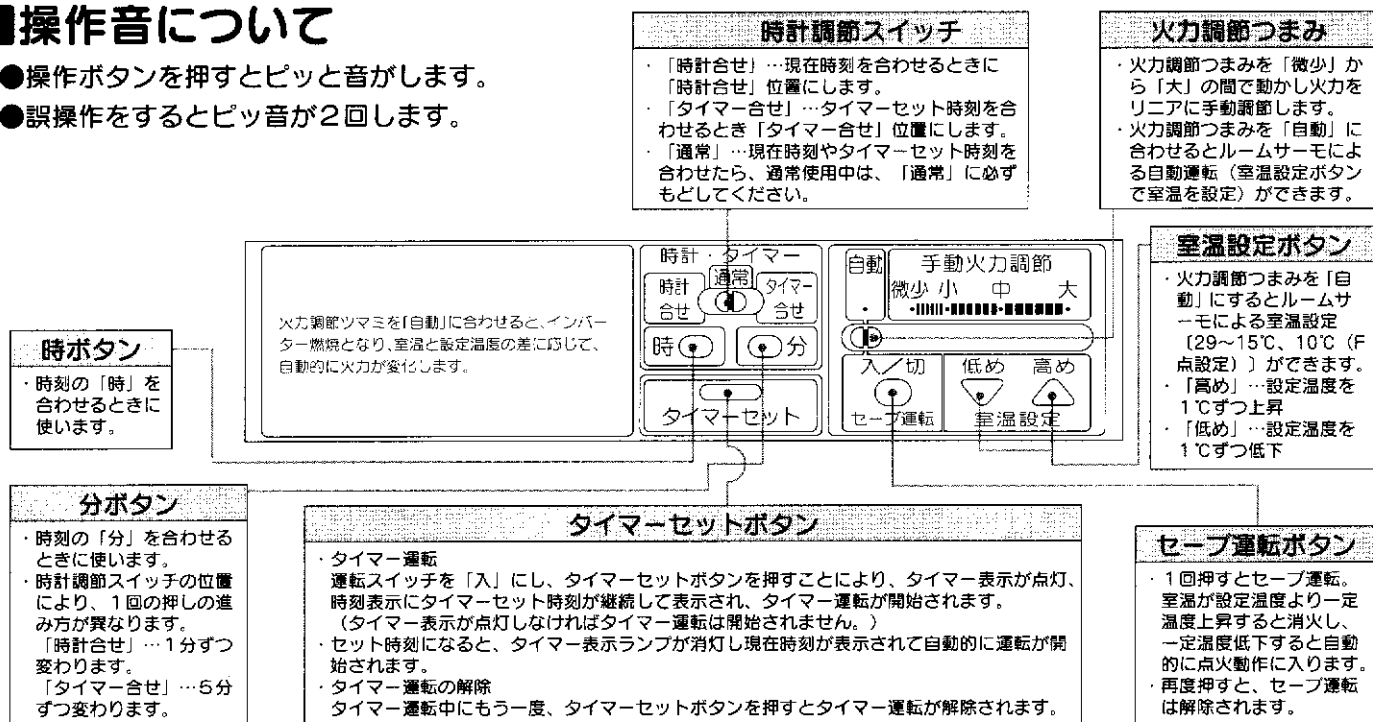 ■操作音について
●操作ボタンを押すとピッと音がします。
●誤操作をするとピッ音が2回します。
時計調節スイッチ
・「時計合せ」…現在時刻を合わせるときに
「時計合せ」位置にします。
・「タイマー合せ」…タイマーセット時刻を合
わせるとき「タイマー合せ」位置にします。
・「通常」…現在時刻やタイマーセット時刻を
合わせたら、通常使用中は、「通常」に必ず
もどしてください。
火力調節つまみ
・火力調節つまみを「微少」か
ら「大」の間で動かし火力を
リニアに手動調節します。
・火力調節つまみを「自動」に
合わせるとルームサーモによ
る自動運転（室温設定ボタン
で室温を設定）ができます。
火力調節ツマミを「自動」に合わせると、インバー
ター燃焼となり、室温と設定温度の差に応じて、
自動的に火力が変化します。
時計・タイマー
時計
合せ
通常
タイマー
合せ
時
分
タイマーセット
自動
手動火力調節
微少 小 中 大
入／切
セーブ運転
低め 高め
室温設定
室温設定ボタン
・火力調節つまみを「自
動」にするとルームサ
ーモによる室温設定
〔29～15℃、10℃（F
点設定）〕ができます。
・「高め」…設定温度を
1℃ずつ上昇
・「低め」…設定温度を
1℃ずつ低下
時ボタン
・時刻の「時」を
合わせるときに
使います。
分ボタン
・時刻の「分」を合わせる
ときに使います。
・時計調節スイッチの位置
により、1回の押しの進
み方が異なります。
「時計合せ」…1分ずつ
変わります。
「タイマー合せ」…5分
ずつ変わります。
タイマーセットボタン
・タイマー運転
運転スイッチを「入」にし、タイマーセットボタンを押すことにより、タイマー表示が点灯、
時刻表示にタイマーセット時刻が継続して表示され、タイマー運転が開始されます。
（タイマー表示が点灯しなければタイマー運転は開始されません。）
・セット時刻になると、タイマー表示ランプが消灯し現在時刻が表示されて自動的に運転が開
始されます。
・タイマー運転の解除
タイマー運転中にもう一度、タイマーセットボタンを押すとタイマー運転が解除されます。
セーブ運転ボタン
・1回押すとセーブ運転。
室温が設定温度より一定
温度上昇すると消火し、
一定温度低下すると自動
的に点火動作に入ります。
・再度押すと、セーブ運転
は解除されます。